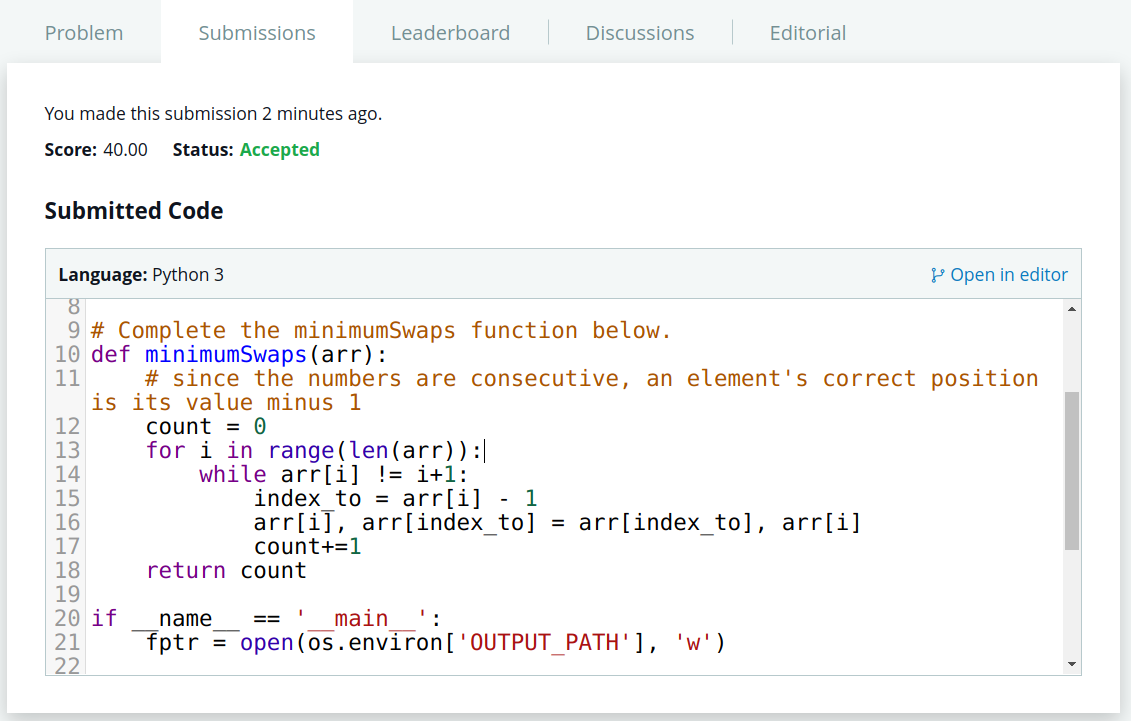 Problem
Submissions
Leaderboard
Discussions
Editorial
You made this submission 2 minutes ago.
Score: 40.00 Status: Accepted
Submitted Code
Language: Python 3
Open in editor
8
9 # Complete the minimumSwaps function below.
10 def minimumSwaps(arr):
11     # since the numbers are consecutive, an element's correct position
is its value minus 1
12     count = 0
13     for i in range(len(arr)):
14         while arr[i] != i+1:
15             index_to = arr[i] - 1
16             arr[i], arr[index_to] = arr[index_to], arr[i]
17             count+=1
18     return count
19
20 if __name__ == '__main__':
21     fptr = open(os.environ['OUTPUT_PATH'], 'w')
22